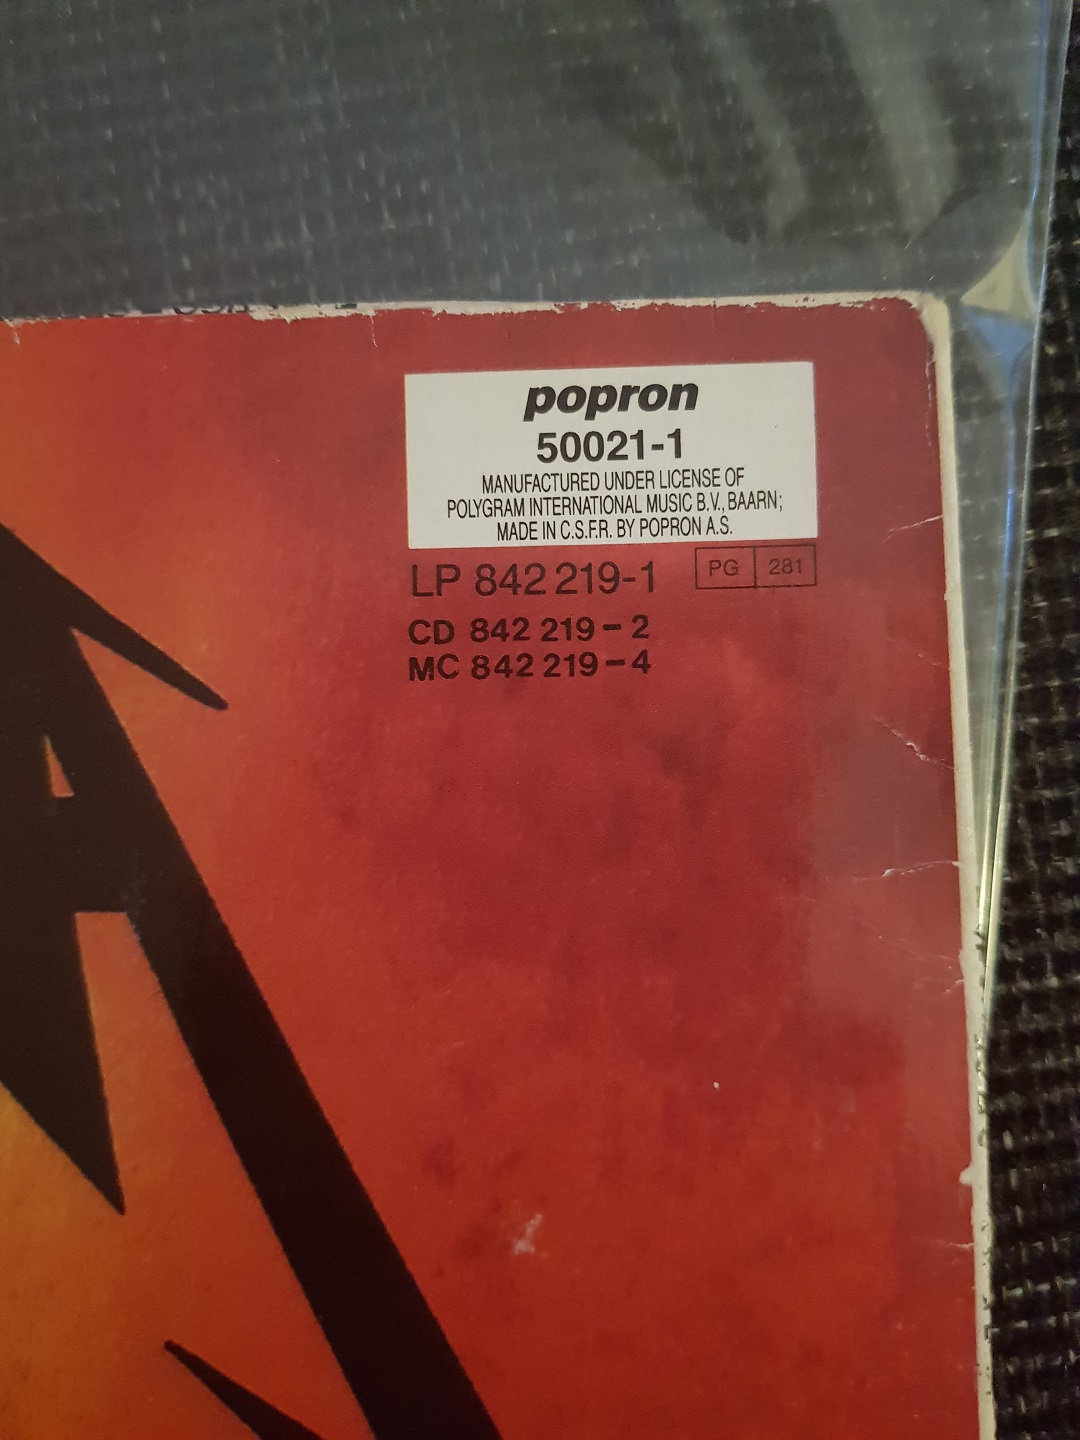 popron
50021-1
MANUFACTURED UNDER LICENSE OF
POLYGRAM INTERNATIONAL MUSIC B.V., BAARN;
MADE IN C.S.F.R. BY POPRON A.S.
LP 842 219-1 PG 281
CD 842 219-2
MC 842 219-4
A